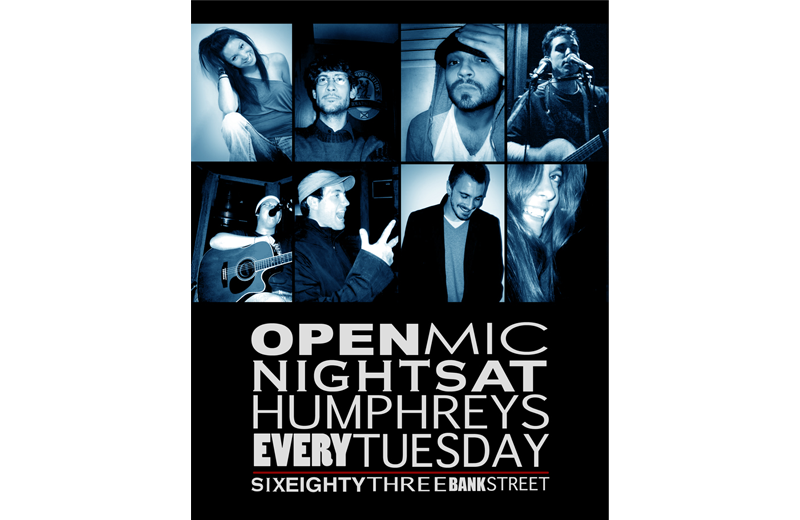 OPENMIC
NIGHTSAT
HUMPHREYS
EVERYTUESDAY
SIXEIGHTYTHREEBANKSTREET